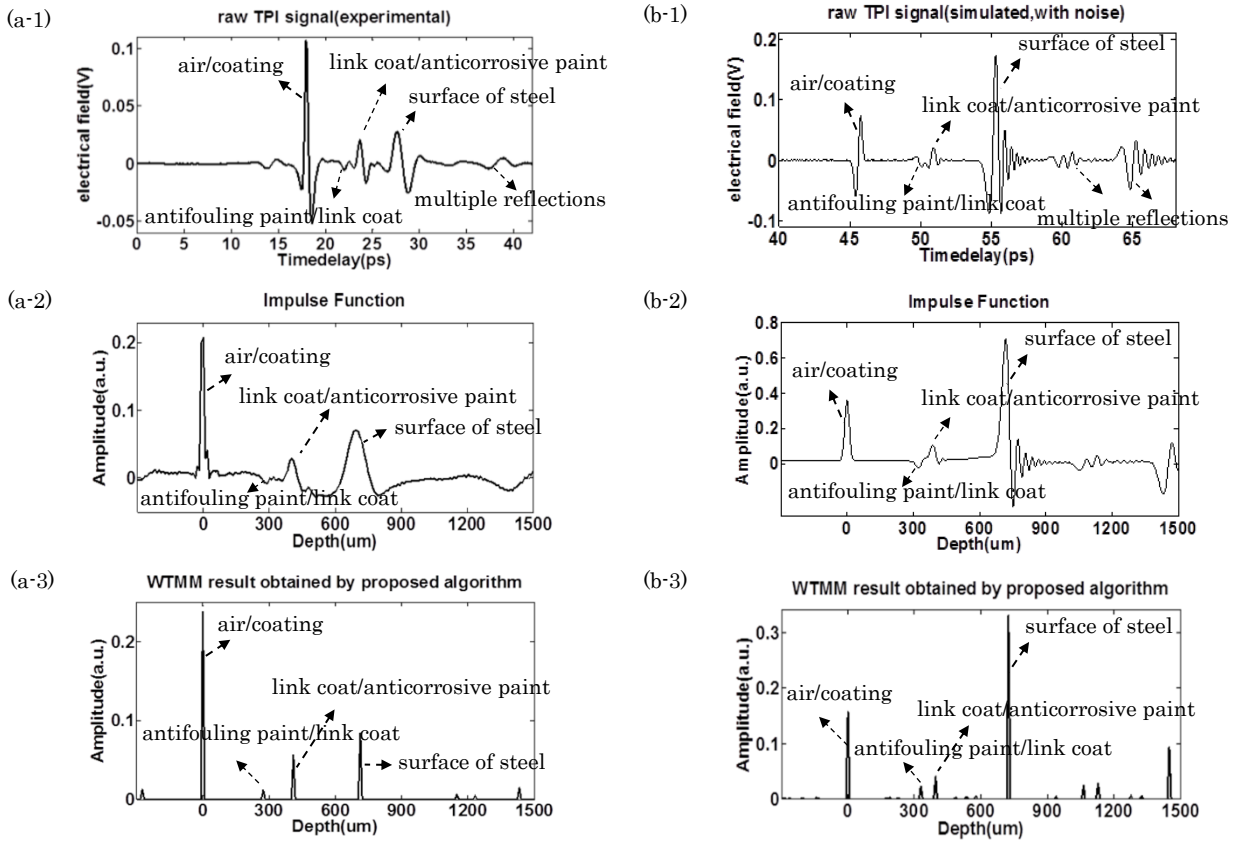 (a-1)
raw TPI signal(experimental)
electrical field(V)
0.1
0.05
0
-0.05
air/coating
link coat/anticorrosive paint
surface of steel
antifouling paint/link coat
multiple reflections
0 5 10 15 20 25 30 35 40
Timedelay(ps)
(b-1)
raw TPI signal(simulated,with noise)
electrical field(V)
0.2
0.1
0
-0.1
surface of steel
air/coating
link coat/anticorrosive paint
antifouling paint/link coat
multiple reflections
40 45 50 55 60 65
Timedelay(ps)
(a-2)
Impulse Function
Amplitude(a.u.)
0.2
0.1
0
air/coating
link coat/anticorrosive paint
surface of steel
antifouling paint/link coat
0 300 600 900 1200 1500
Depth(um)
(b-2)
Impulse Function
Amplitude(a.u.)
0.8
0.6
0.4
0.2
0
surface of steel
air/coating
link coat/anticorrosive paint
antifouling paint/link coat
0 300 600 900 1200 1500
Depth(um)
(a-3)
WTMM result obtained by proposed algorithm
Amplitude(a.u.)
0.2
0.1
0
air/coating
link coat/anticorrosive paint
antifouling paint/link coat
surface of steel
0 300 600 900 1200 1500
Depth(um)
(b-3)
WTMM result obtained by proposed algorithm
Amplitude(a.u.)
0.3
0.2
0.1
0
surface of steel
air/coating
link coat/anticorrosive paint
antifouling paint/link coat
0 300 600 900 1200 1500
Depth(um)